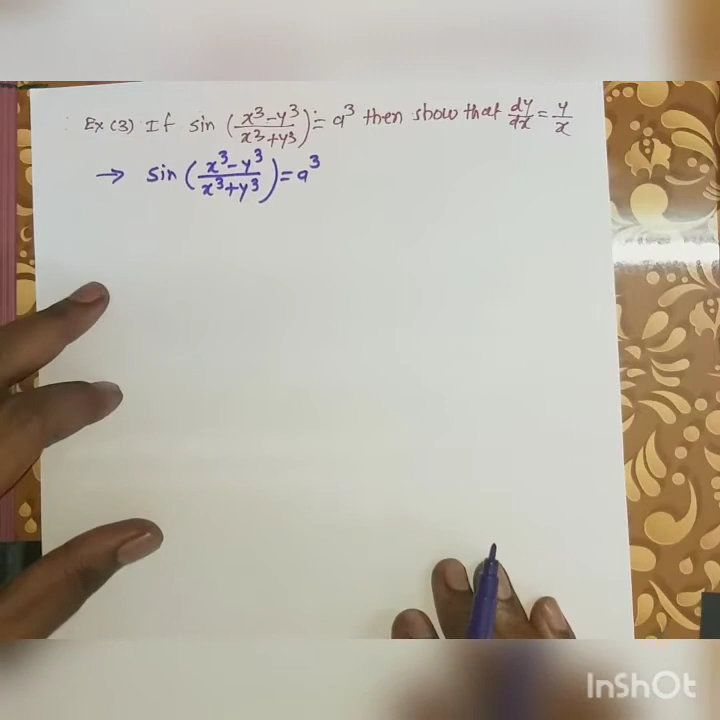 Ex (3) If sin (x³-y³/x³+y³) = a³ then show that dy/dx = y/x
→ sin (x³-y³/x³+y³) = a³
InShOt